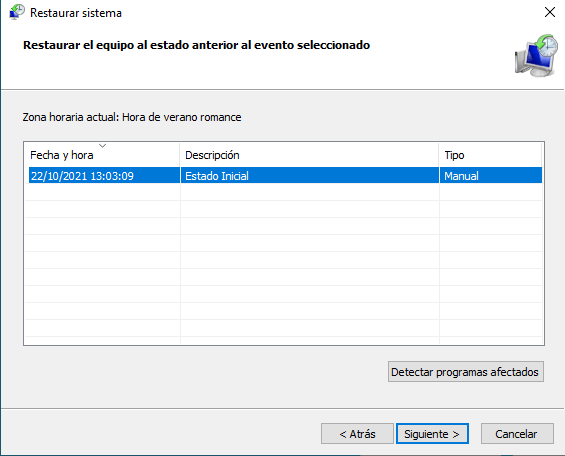 Restaurar sistema
Restaurar el equipo al estado anterior al evento seleccionado
Zona horaria actual: Hora de verano romance
Fecha y hora Descripción Tipo
22/10/2021 13:03:09 Estado Inicial Manual
Detectar programas afectados
< Atrás Siguiente > Cancelar